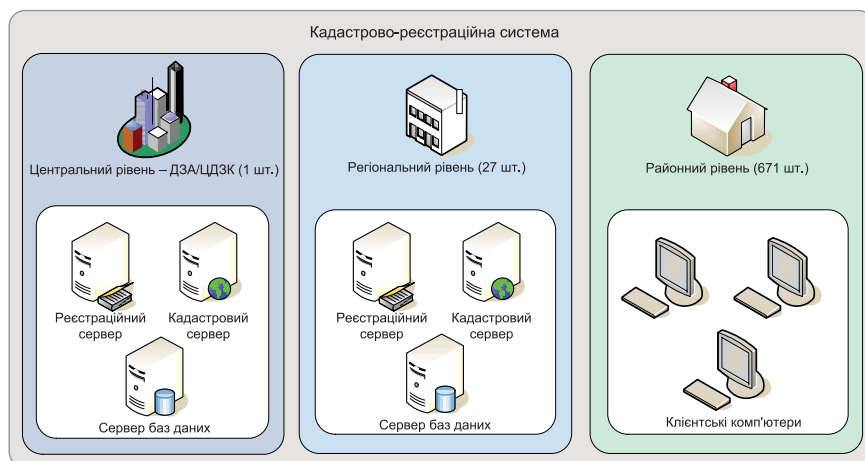 Кадастрово-реєстраційна система
Центральний рівень – ДЗА/ЦДЗК (1 шт.)
Реєстраційний
сервер
Кадастровий
сервер
Сервер баз даних
Регіональний рівень (27 шт.)
Реєстраційний
сервер
Кадастровий
сервер
Сервер баз даних
Районний рівень (671 шт.)
Клієнтські комп'ютери